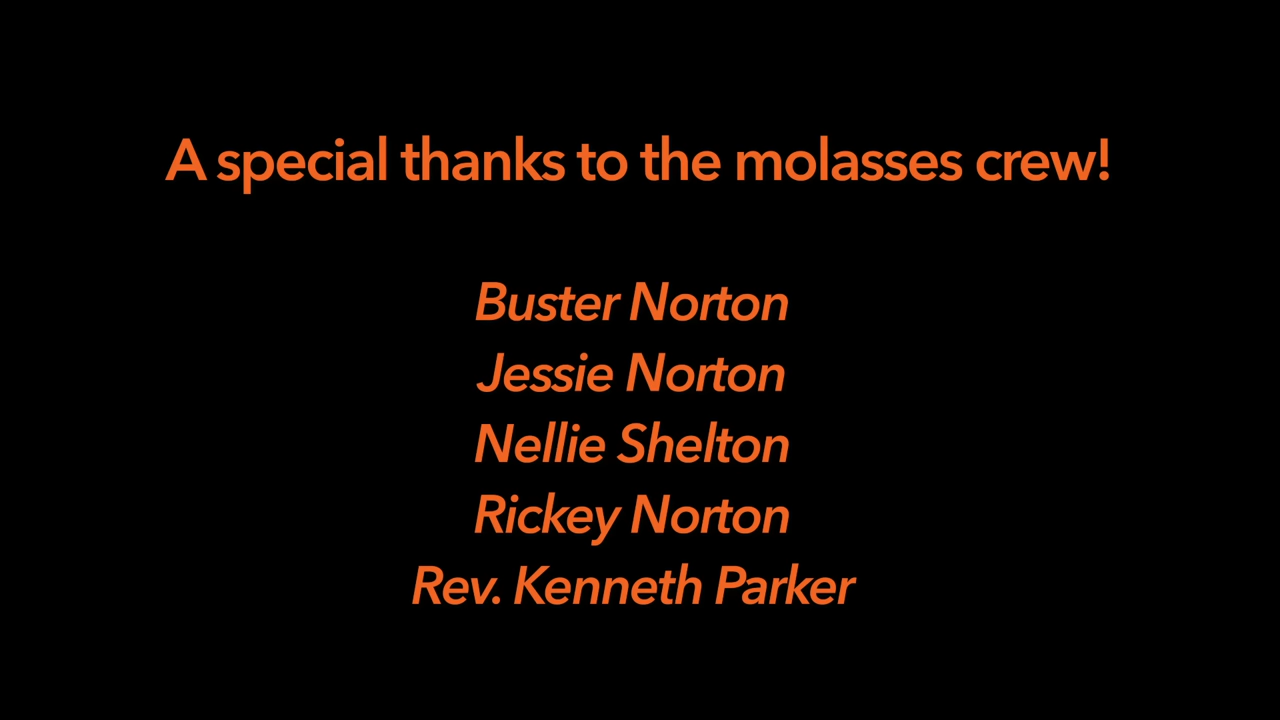 A special thanks to the molasses crew!
Buster Norton
Jessie Norton
Nellie Shelton
Rickey Norton
Rev. Kenneth Parker